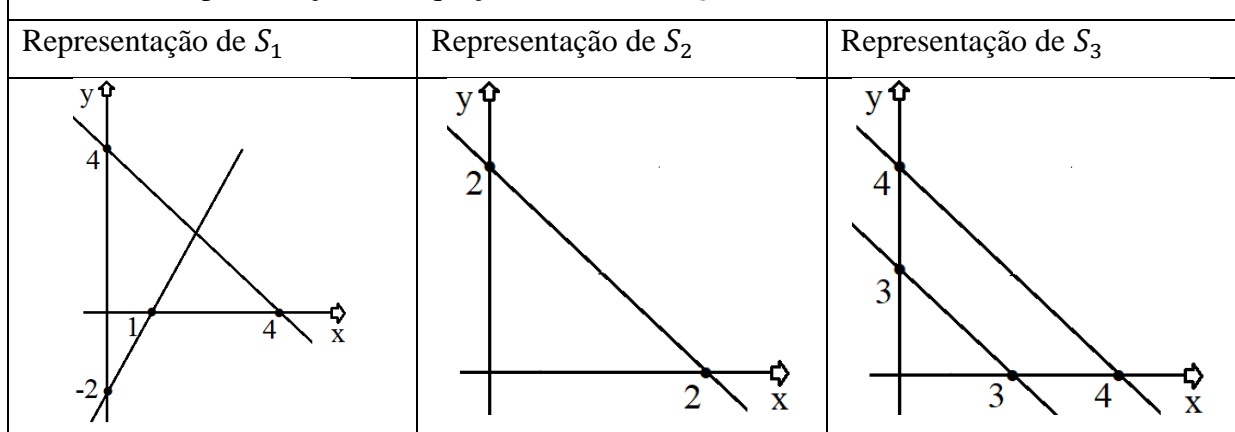 Representação de S₁
Representação de S₂
Representação de S₃
y
4
1
4
x
-2
y
2
2
x
y
4
3
3
4
x